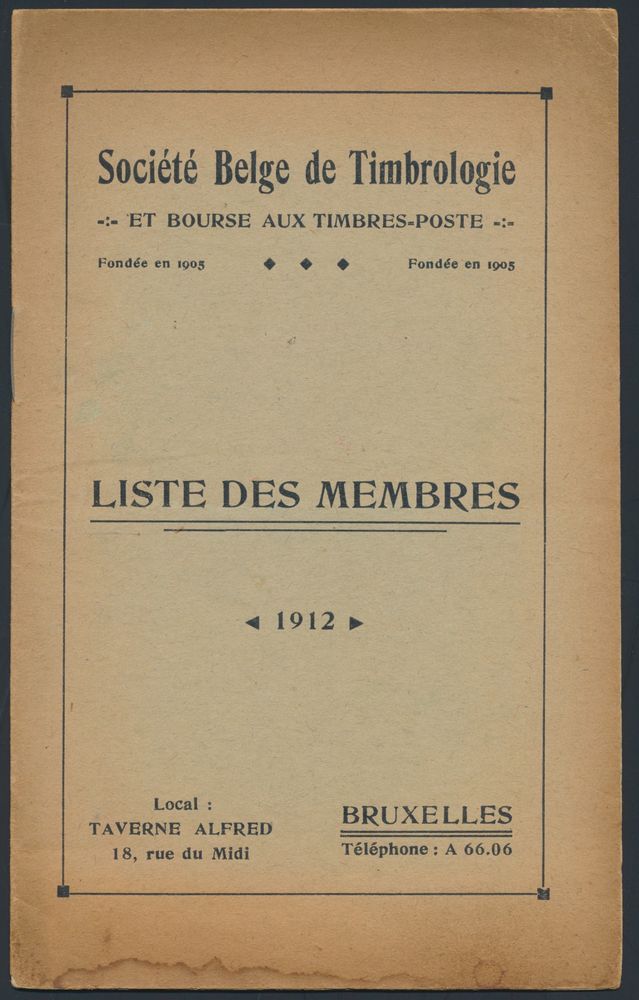 Société Belge de Timbrologie
-:- ET BOURSE AUX TIMBRES-POSTE -:-
Fondée en 1905 ◆ ◆ ◆ Fondée en 1905
LISTE DES MEMBRES
◄ 1912 ►
Local :
TAVERNE ALFRED
18, rue du Midi
BRUXELLES
Téléphone : A 66.06